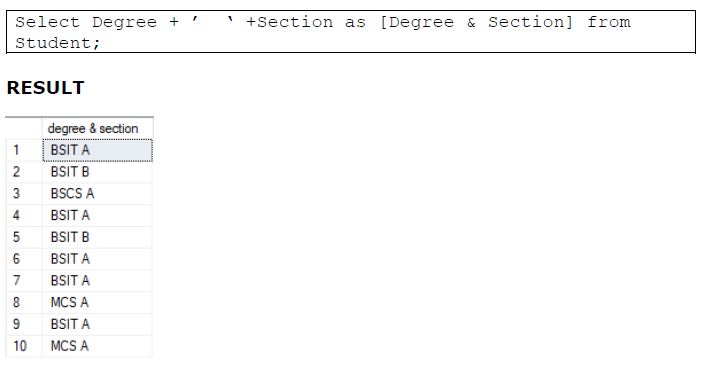 Select Degree + ’  ‘ +Section as [Degree & Section] from
Student;
RESULT
degree & section
1 BSIT A
2 BSIT B
3 BSCS A
4 BSIT A
5 BSIT B
6 BSIT A
7 BSIT A
8 MCS A
9 BSIT A
10 MCS A